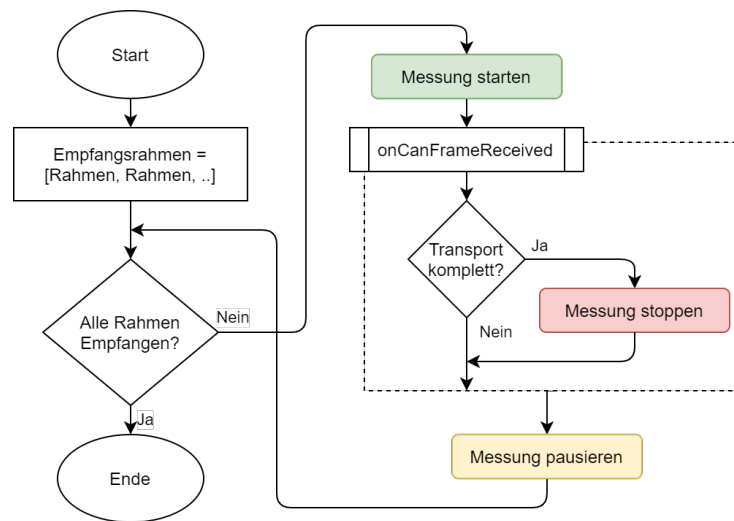 Start
Empfangsrahmen =
[Rahmen, Rahmen, ..]
Alle Rahmen
Empfangen?
Nein
Ja
Ende
Messung starten
onCanFrameReceived
Transport
komplett?
Ja
Nein
Messung stoppen
Messung pausieren